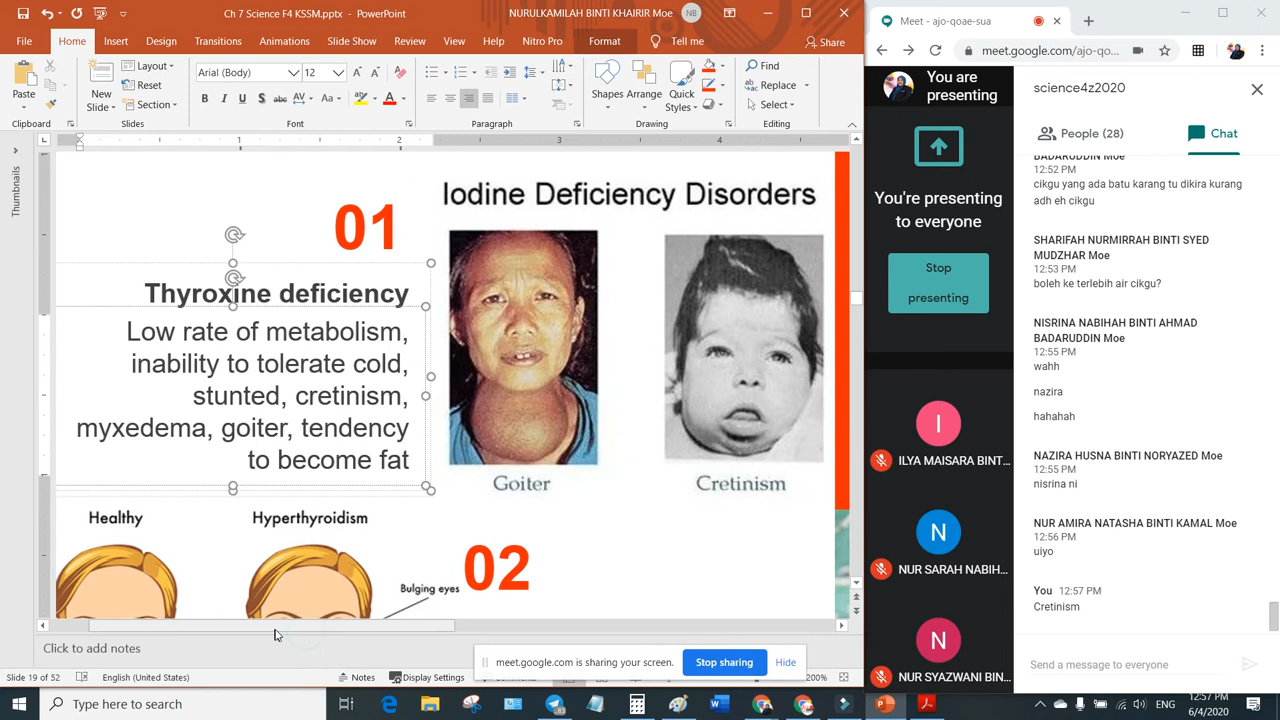 Ch 7 Science F4 KSSM.pptx
NURULKAMILAH BINTI KHAIRIR Moe
NB
File
Home
Insert
Design
Transitions
Animations
Slide Show
Review
View
Help
Nitro Pro
Format
Tell me
Share
Paste
New
Slide
Layout
Reset
Section
Arial (Body)
Shapes
Arrange
Quick
Styles
Find
Replace
Select
Clipboard
Slides
Font
Paragraph
Drawing
Editing
Thumbnails
1
2
3
4
01
Thyroxine deficiency
Low rate of metabolism,
inability to tolerate cold,
stunted, cretinism,
myxedema, goiter, tendency
to become fat
Iodine Deficiency Disorders
Goiter
Cretinism
Healthy
Hyperthyroidism
Bulging eyes
02
Click to add notes
meet.google.com is sharing your screen.
Stop sharing
Hide
Slide 19 of 52
English (United States)
Notes
Display Settings
200%
Meet - ajo-qoae-sua
meet.google.com/ajo-qo...
You are
presenting
You're presenting
to everyone
Stop
presenting
I
ILYA MAISARA BINT...
N
NUR SARAH NABIH...
N
NUR SYAZWANI BIN...
science4z2020
People (28)
Chat
BADARUDDIN Moe
12:52 PM
cikgu yang ada batu karang tu dikira kurang
adh eh cikgu
SHARIFAH NURMIRRAH BINTI SYED
MUDZHAR Moe
12:53 PM
boleh ke terlebih air cikgu?
NISRINA NABIHAH BINTI AHMAD
BADARUDDIN Moe
12:55 PM
wahh
nazira
hahahah
NAZIRA HUSNA BINTI NORYAZED Moe
12:55 PM
nisrina ni
NUR AMIRA NATASHA BINTI KAMAL Moe
12:56 PM
uiyo
You 12:57 PM
Cretinism
Send a message to everyone
Type here to search
ENG
12:57 PM
6/4/2020